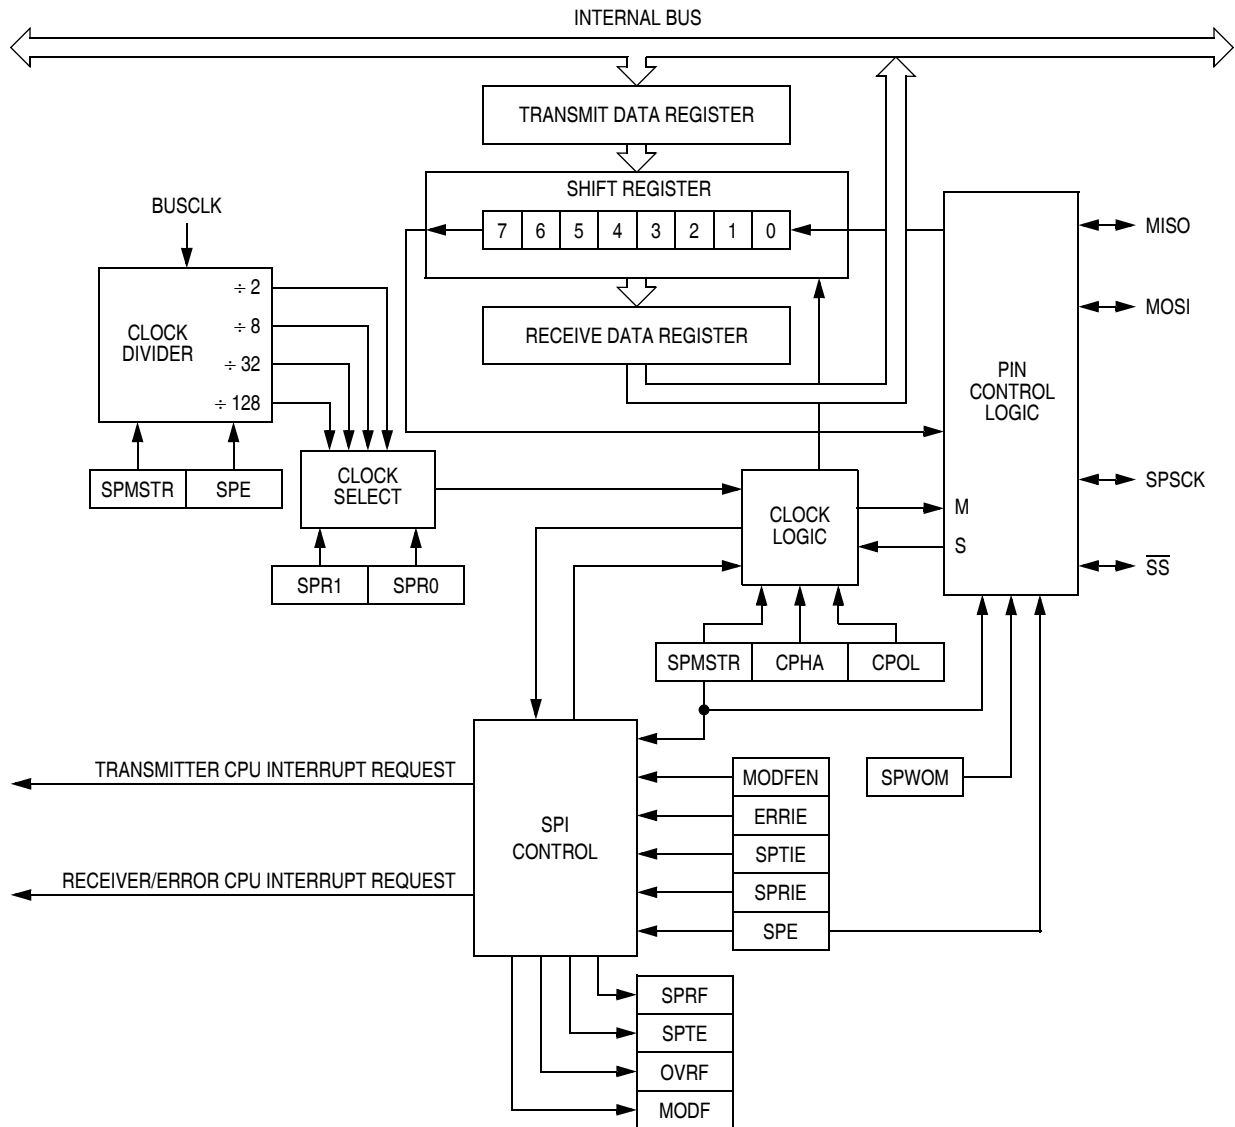 INTERNAL BUS
TRANSMIT DATA REGISTER
SHIFT REGISTER
7 6 5 4 3 2 1 0
RECEIVE DATA REGISTER
BUSCLK
CLOCK
DIVIDER
÷ 2
÷ 8
÷ 32
÷ 128
SPMSTR SPE
CLOCK
SELECT
SPR1 SPR0
CLOCK
LOGIC
PIN
CONTROL
LOGIC
M
S
MISO
MOSI
SPSCK
SS
SPMSTR CPHA CPOL
TRANSMITTER CPU INTERRUPT REQUEST
RECEIVER/ERROR CPU INTERRUPT REQUEST
SPI
CONTROL
MODFEN
ERRIE
SPTIE
SPRIE
SPE
SPWOM
SPRF
SPTE
OVRF
MODF